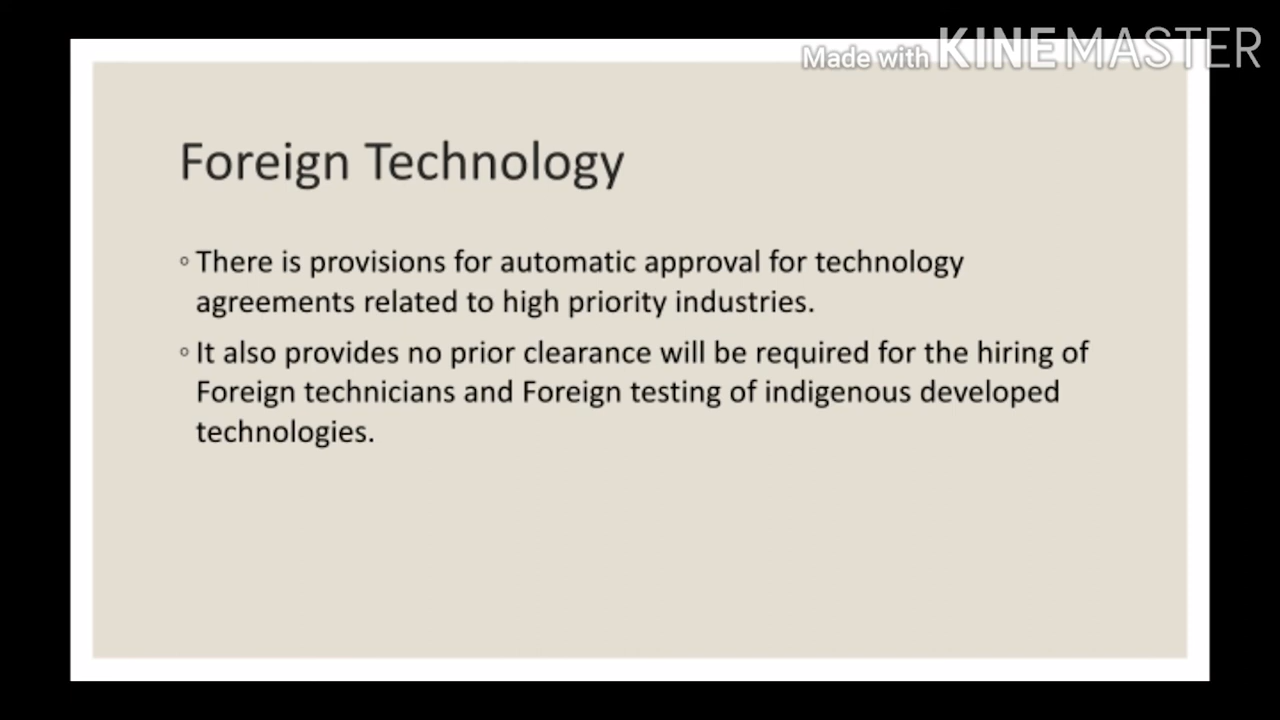 Made with KINEMASTER
Foreign Technology
◦ There is provisions for automatic approval for technology
agreements related to high priority industries.
◦ It also provides no prior clearance will be required for the hiring of
Foreign technicians and Foreign testing of indigenous developed
technologies.